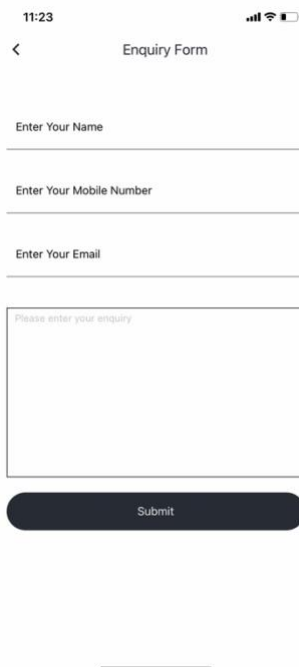 11:23
Enquiry Form
Enter Your Name
Enter Your Mobile Number
Enter Your Email
Please enter your enquiry
Submit